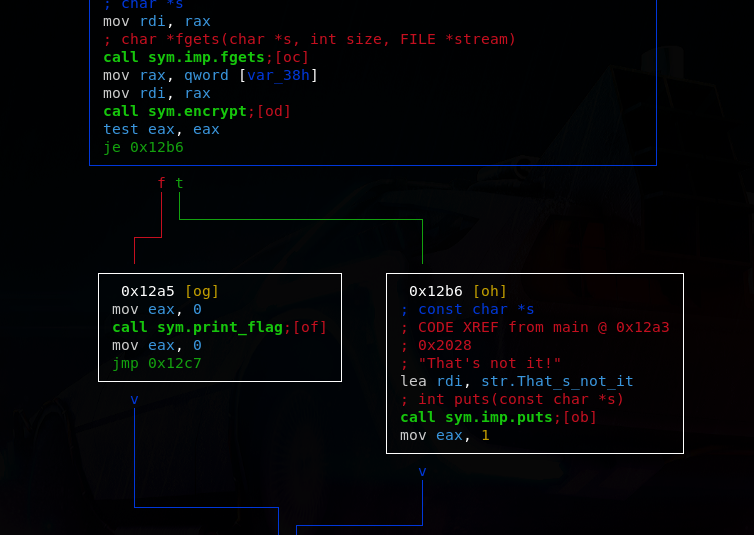 ; char *s
mov rdi, rax
; char *fgets(char *s, int size, FILE *stream)
call sym.imp.fgets;[oc]
mov rax, qword [var_38h]
mov rdi, rax
call sym.encrypt;[od]
test eax, eax
je 0x12b6
f t
0x12a5 [og]
mov eax, 0
call sym.print_flag;[of]
mov eax, 0
jmp 0x12c7
v
0x12b6 [oh]
; const char *s
; CODE XREF from main @ 0x12a3
; 0x2028
; "That's not it!"
lea rdi, str.That_s_not_it
; int puts(const char *s)
call sym.imp.puts;[ob]
mov eax, 1
v